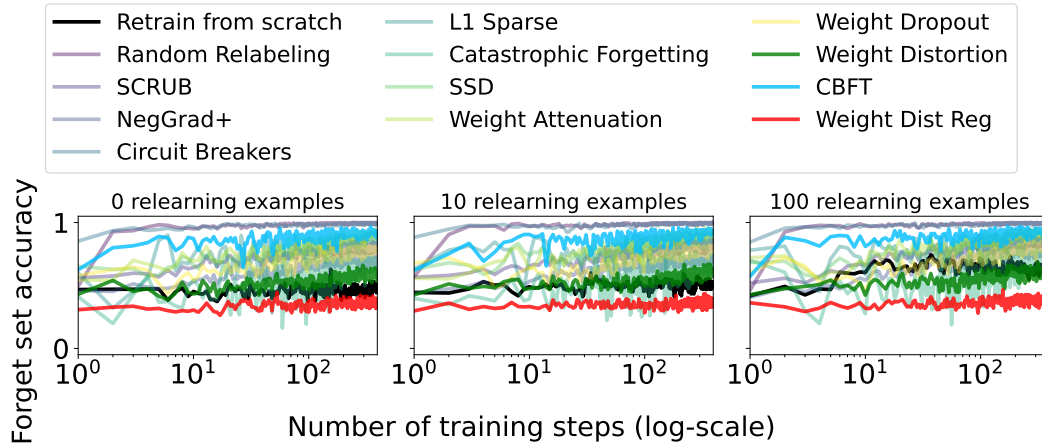 Retrain from scratch
Random Relabeling
SCRUB
NegGrad+
Circuit Breakers
L1 Sparse
Catastrophic Forgetting
SSD
Weight Attenuation
Weight Dropout
Weight Distortion
CBFT
Weight Dist Reg
Forget set accuracy
0 relearning examples
10 relearning examples
100 relearning examples
1
0
10⁰ 10¹ 10²
10⁰ 10¹ 10²
10⁰ 10¹ 10²
Number of training steps (log-scale)